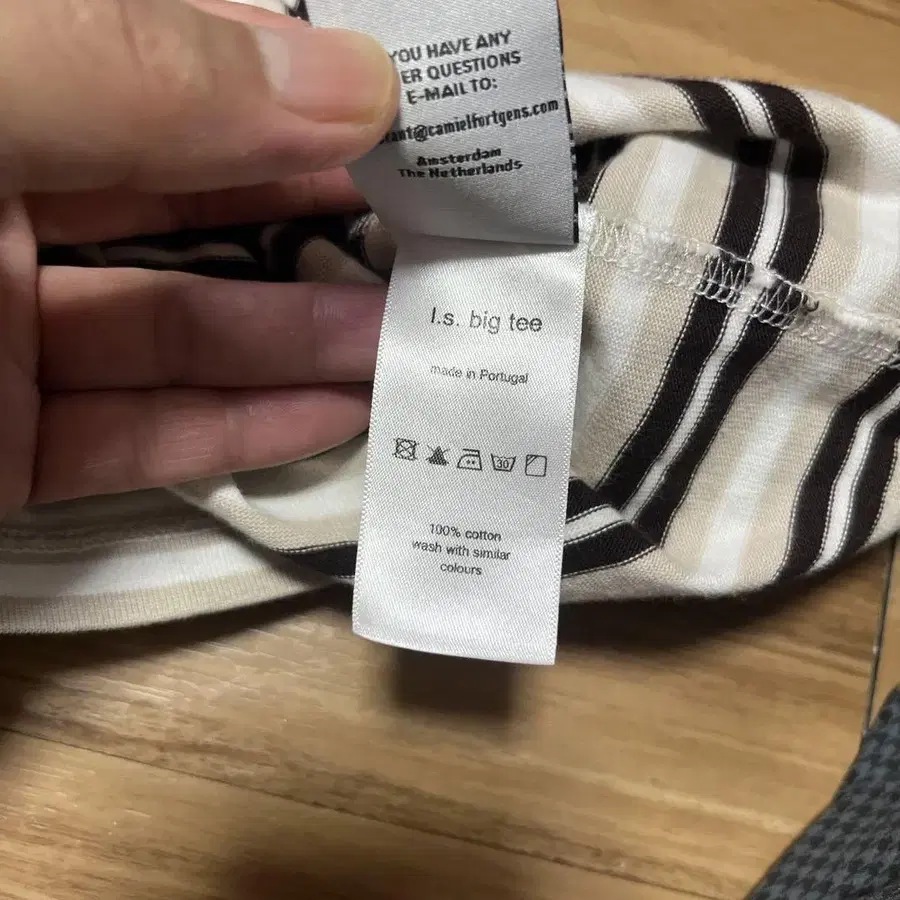 YOU HAVE ANY
ER QUESTIONS
E-MAIL TO:
tant@camielfortgens.com
Amsterdam
The Netherlands
l.s. big tee
made in Portugal
30
100% cotton
wash with similar
colours